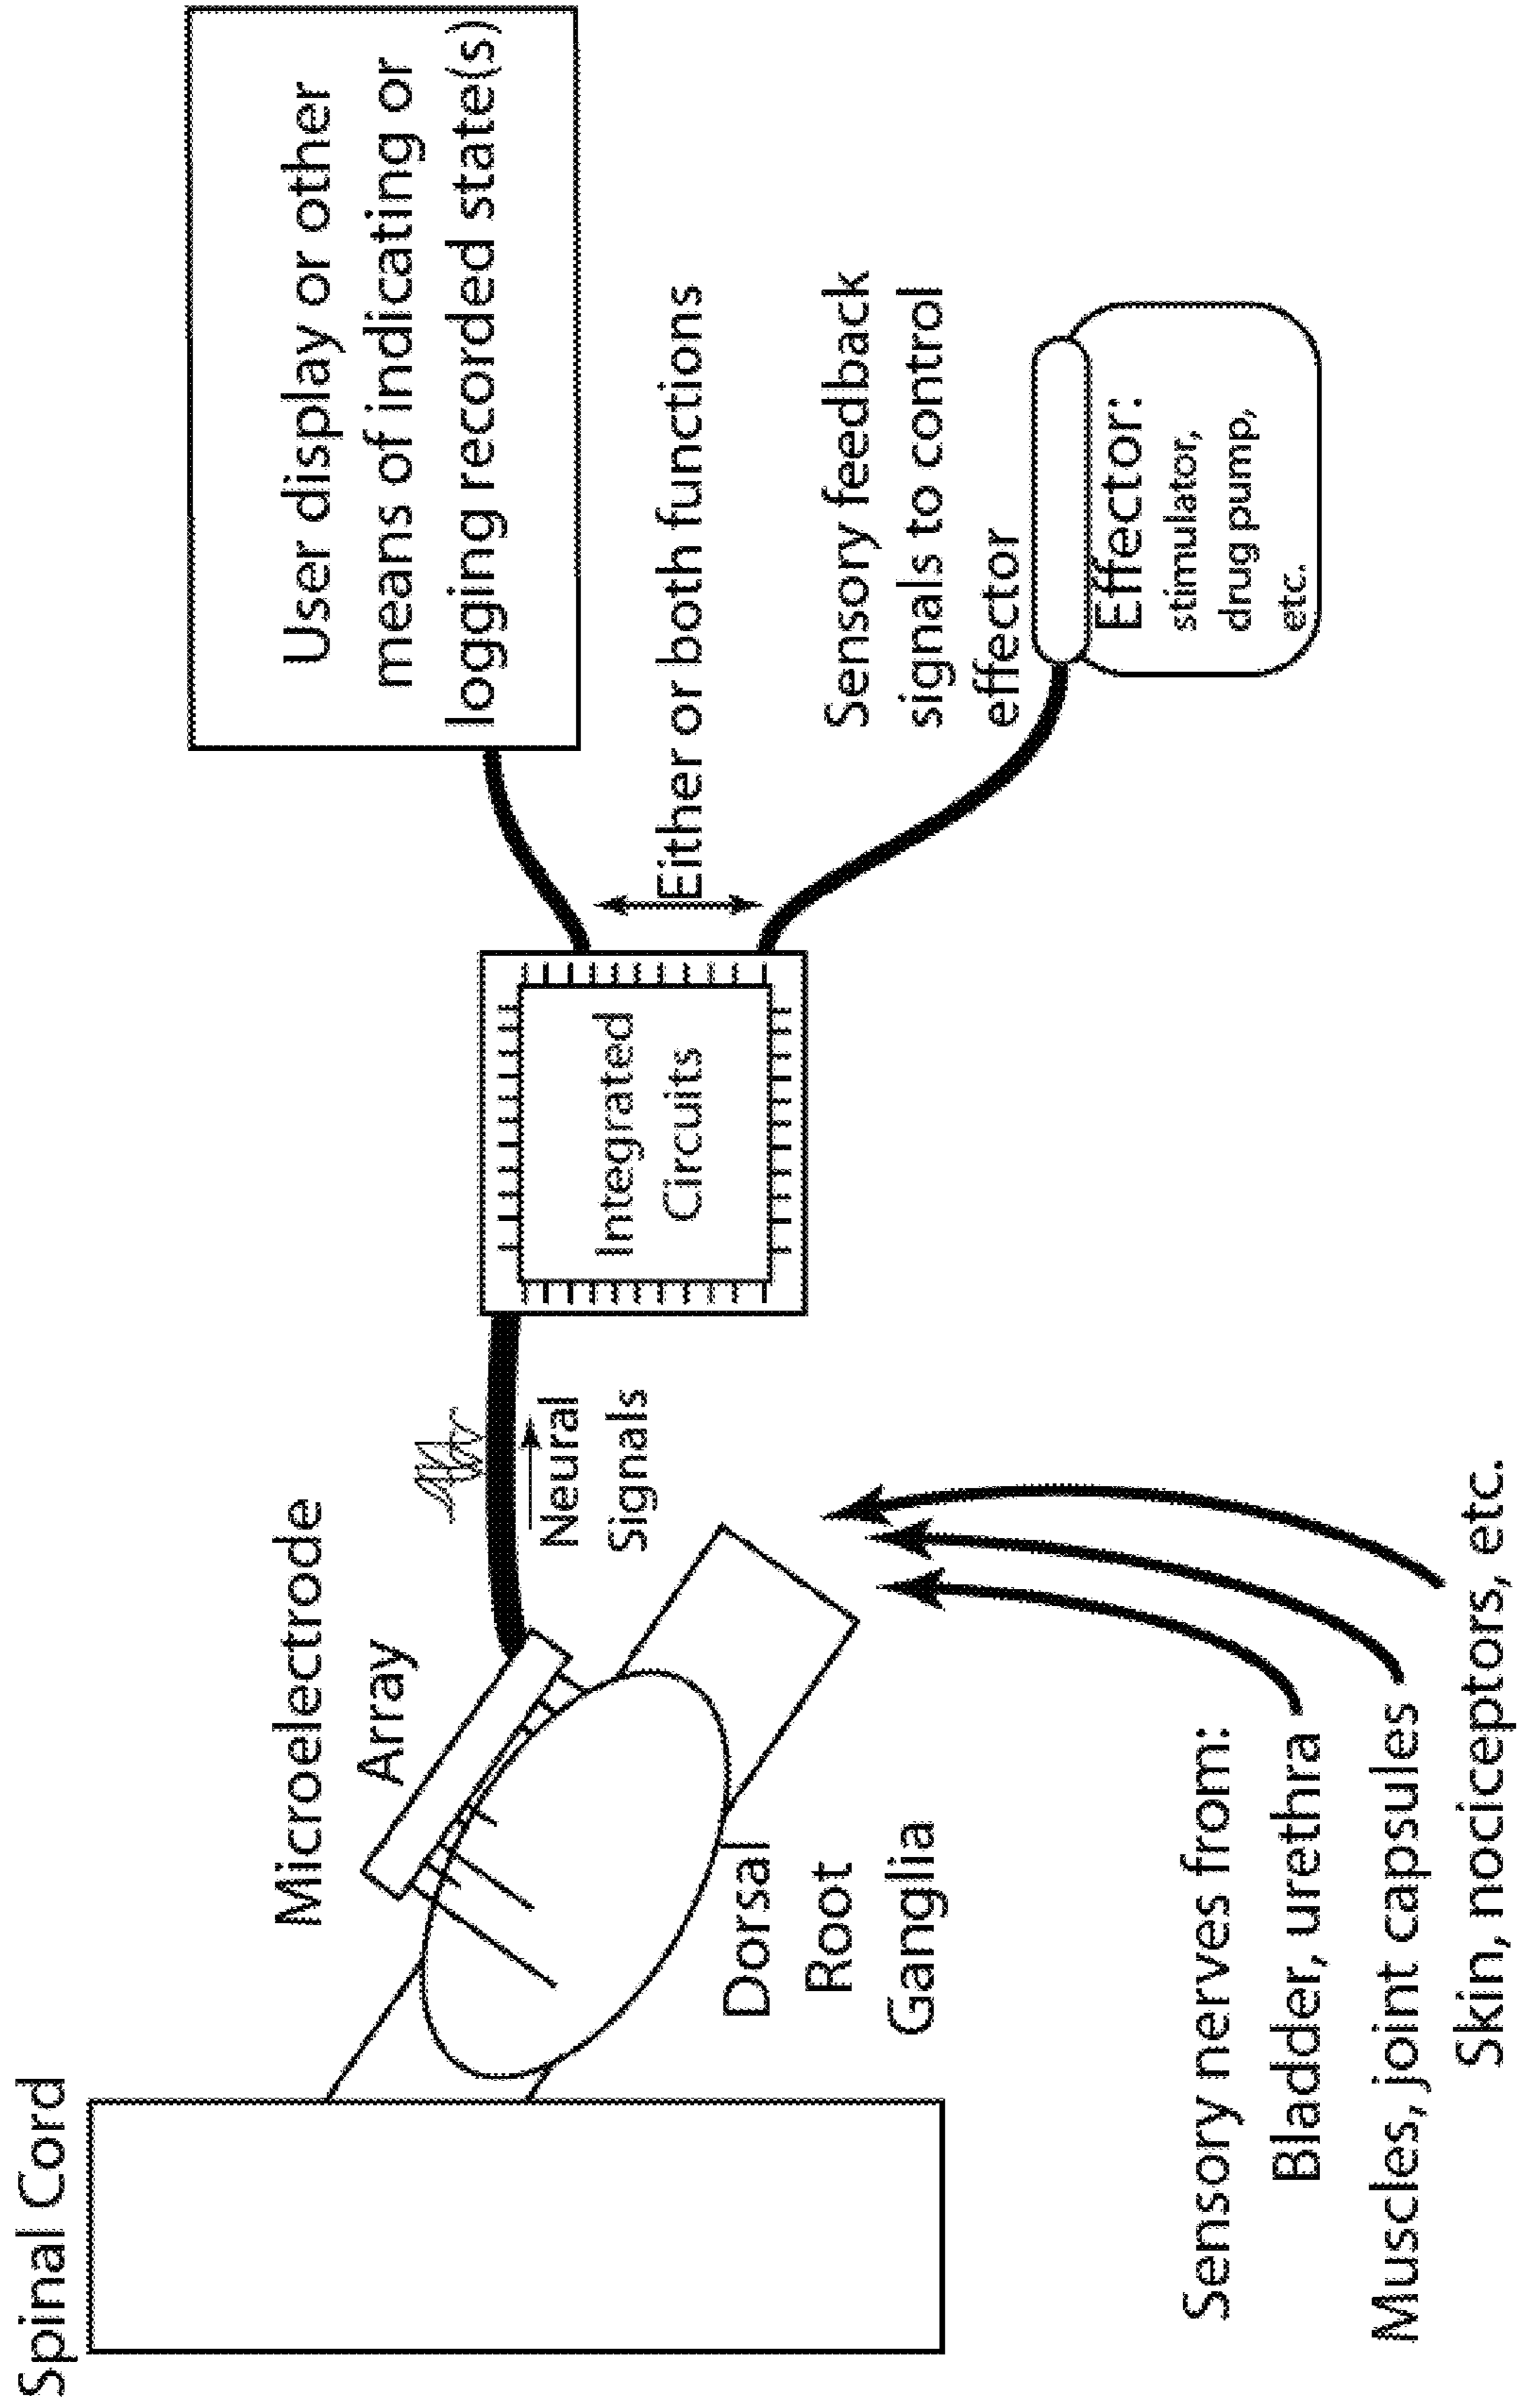 Spinal Cord
Microelectrode
Array
Neural
Signals
Dorsal
Root
Ganglia
Sensory nerves from:
Bladder, urethra
Muscles, joint capsules
Skin, nociceptors, etc.
Integrated
Circuits
User display or other
means of indicating or
logging recorded state(s)
Either or both functions
Sensory feedback
signals to control
effector
Effector:
stimulator,
drug pump,
etc.